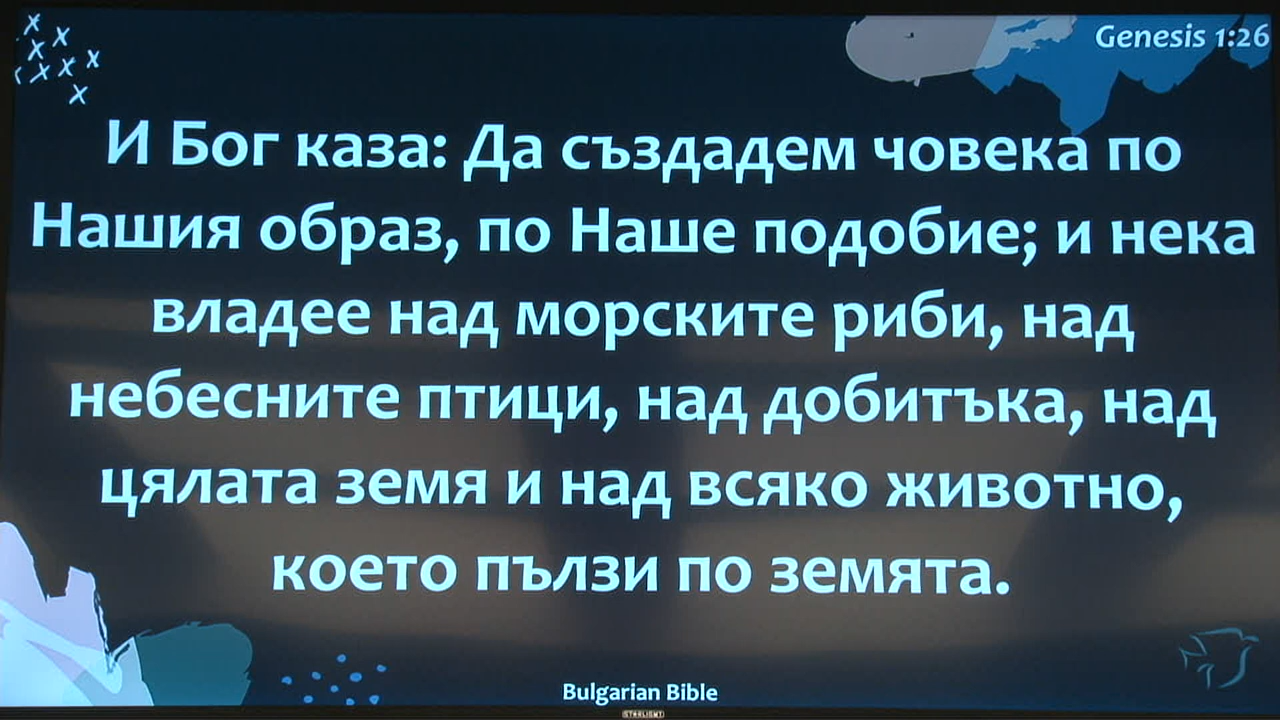 Genesis 1:26
И Бог каза: Да създадем човека по
Нашия образ, по Наше подобие; и нека
владее над морските риби, над
небесните птици, над добитъка, над
цялата земя и над всяко животно,
което пълзи по земята.
Bulgarian Bible
STARLIGHT